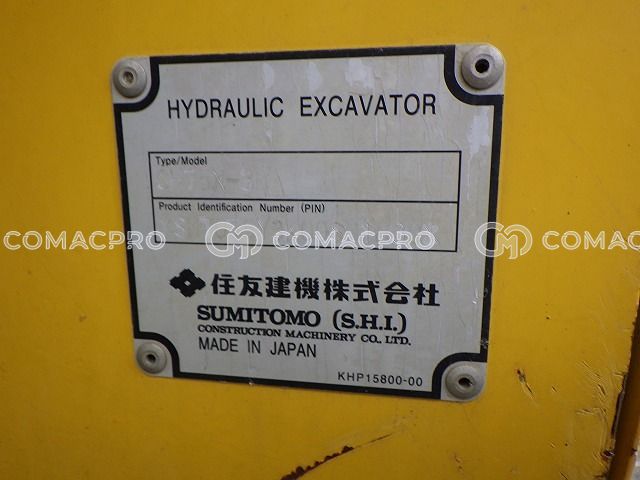 HYDRAULIC EXCAVATOR
Type/Model
Product Identification Number (PIN)
COMACPRO COMACPRO COMACPRO
住友建機株式会社
SUMITOMO (S.H.I.)
CONSTRUCTION MACHINERY CO., LTD.
MADE IN JAPAN
KHP15800-00